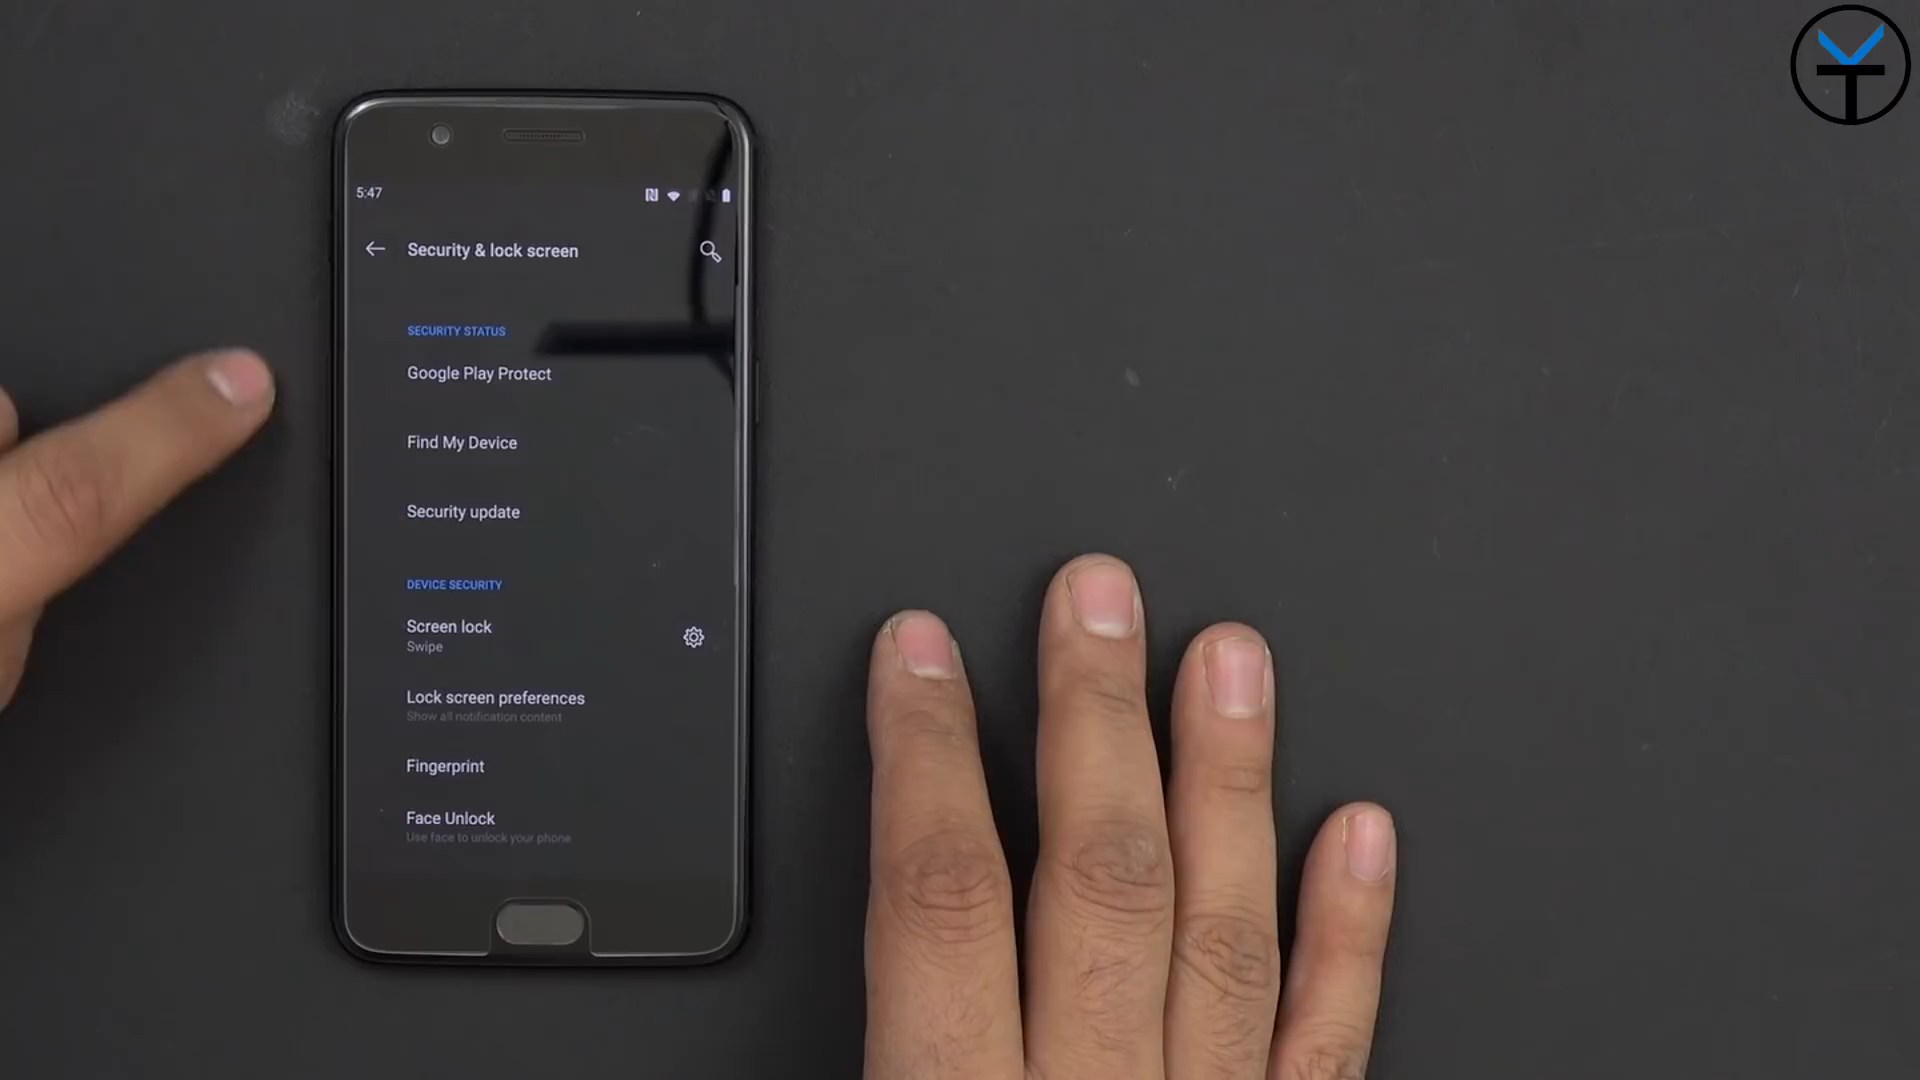 5:47
Security & lock screen
SECURITY STATUS
Google Play Protect
Find My Device
Security update
DEVICE SECURITY
Screen lock
Swipe
Lock screen preferences
Show all notification content
Fingerprint
Face Unlock
Use face to unlock your phone